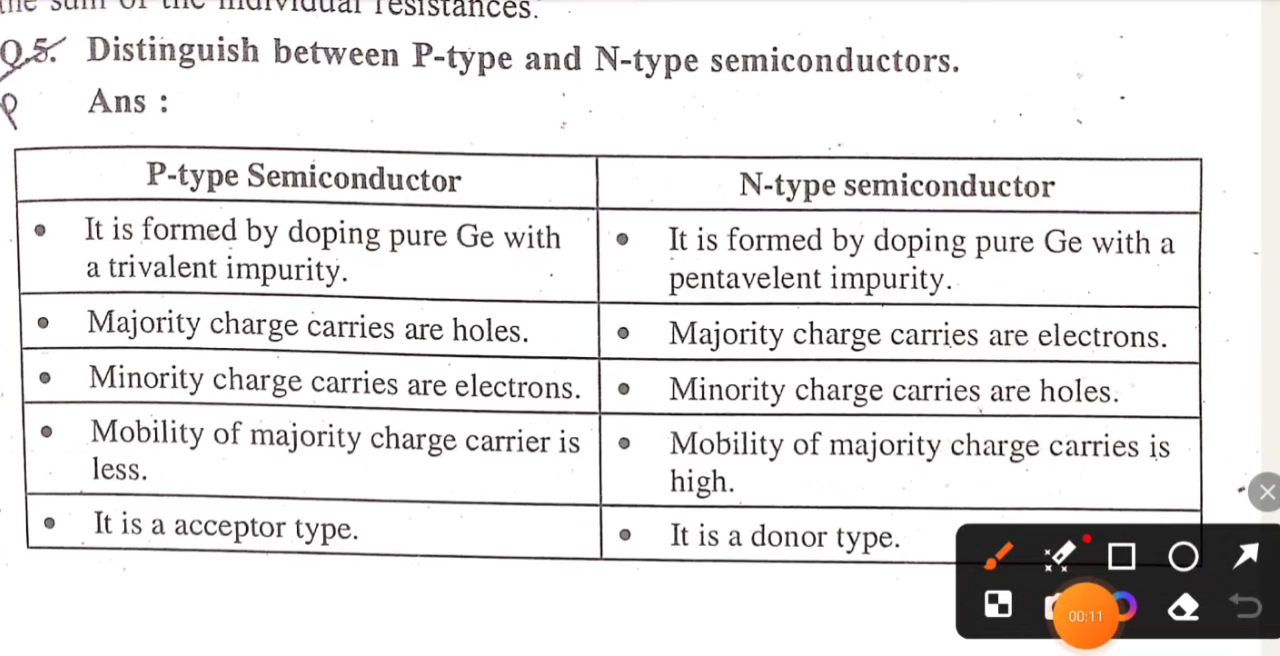 the sum of the individual resistances.
Q.5. Distinguish between P-type and N-type semiconductors.
P
Ans :
P-type Semiconductor
N-type semiconductor
• It is formed by doping pure Ge with
a trivalent impurity.
• It is formed by doping pure Ge with a
pentavelent impurity.
• Majority charge carries are holes.
• Majority charge carries are electrons.
• Minority charge carries are electrons.
• Minority charge carries are holes.
• Mobility of majority charge carrier is
less.
• Mobility of majority charge carries is
high.
• It is a acceptor type.
• It is a donor type.
00:11